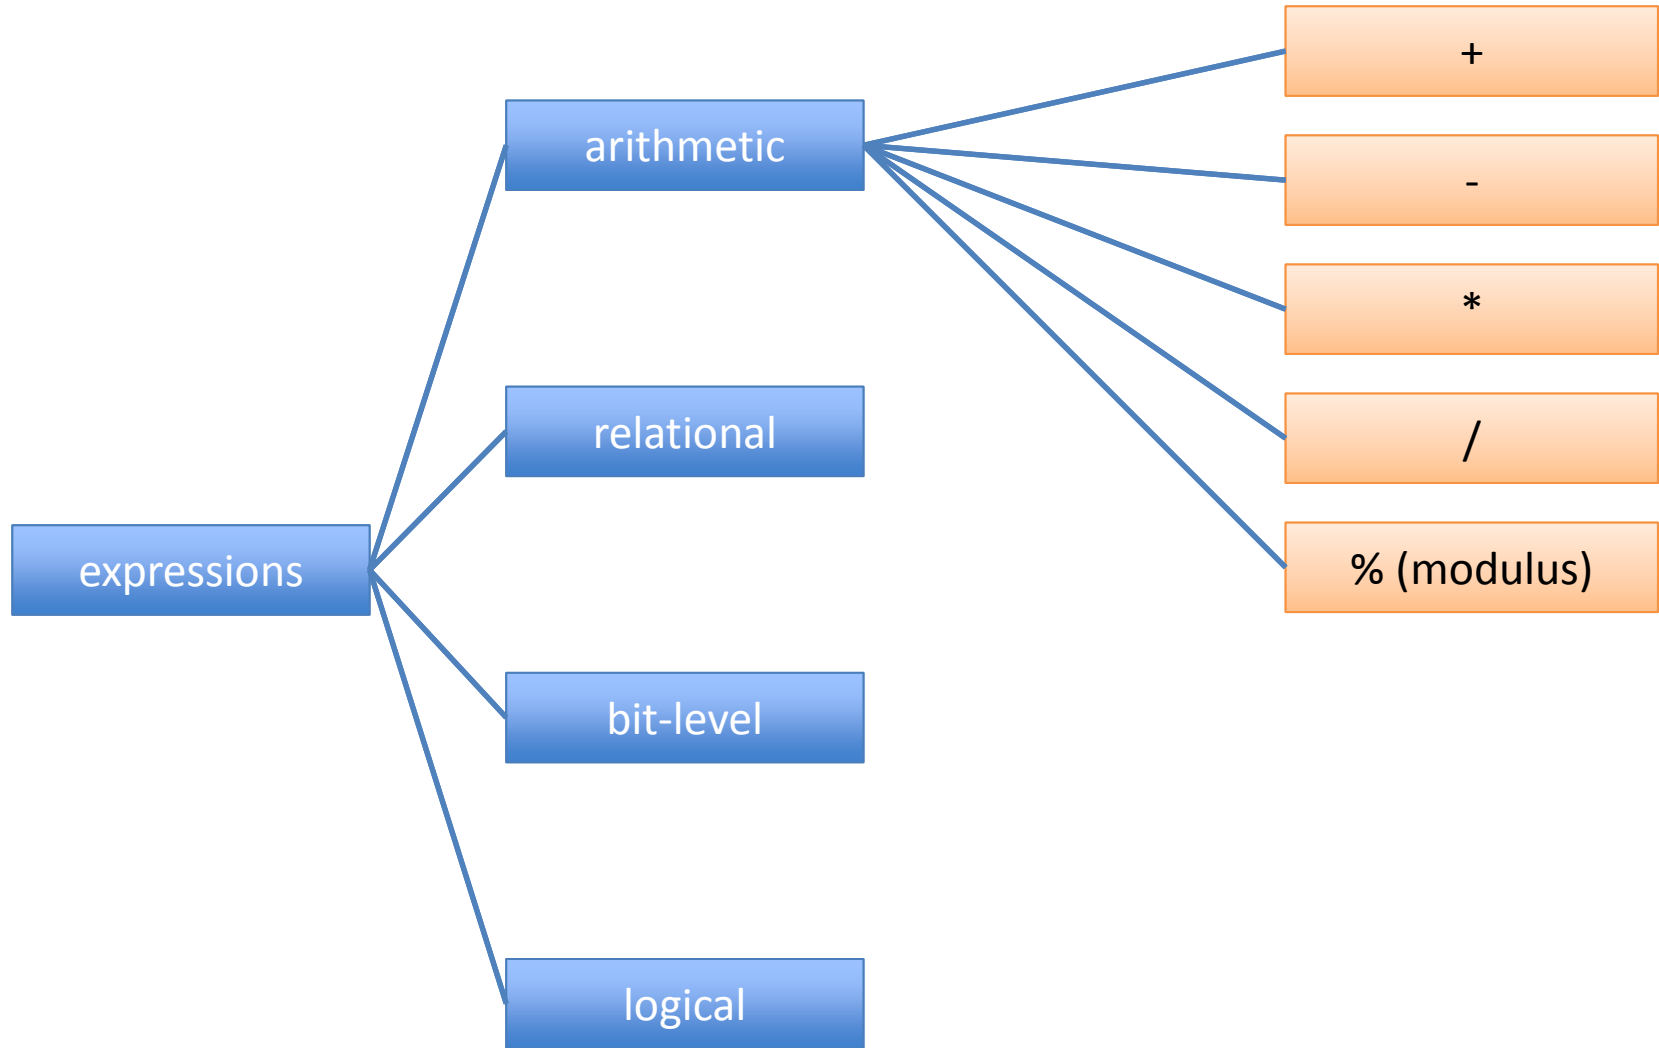 expressions
arithmetic
relational
bit-level
logical
+
-
*
/
% (modulus)